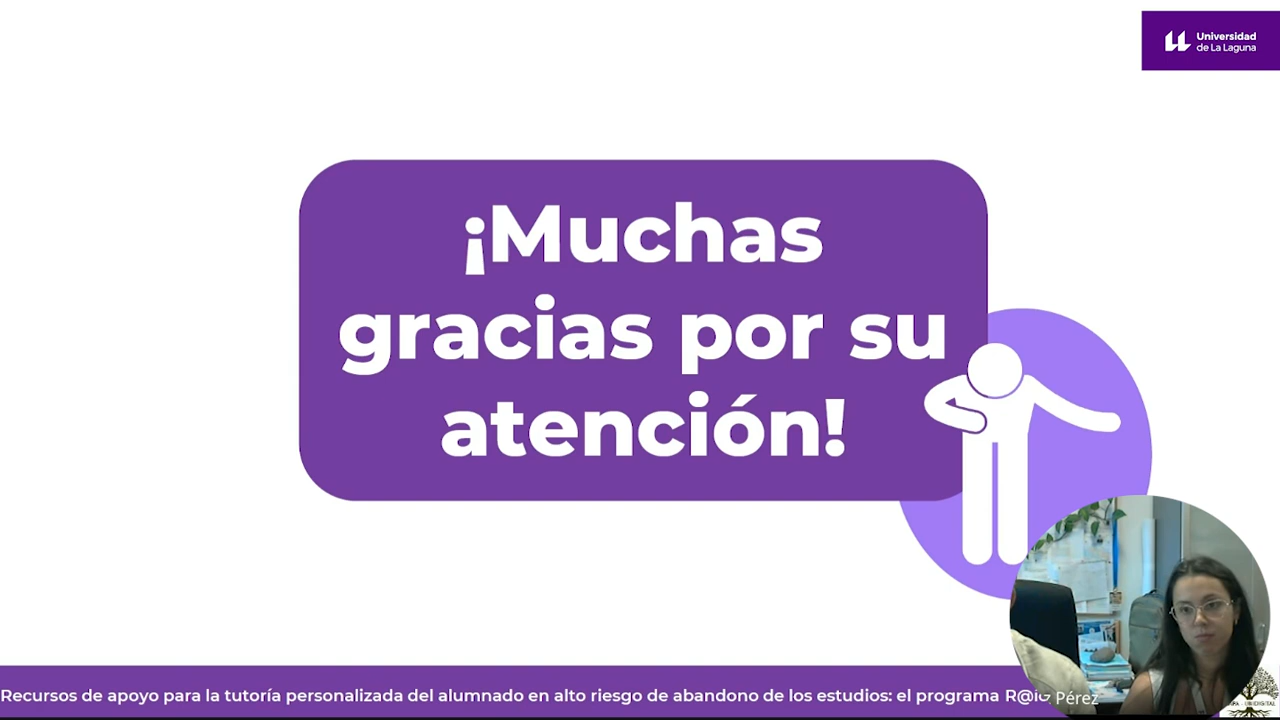 Universidad
de La Laguna
¡Muchas
gracias por su
atención!
Recursos de apoyo para la tutoría personalizada del alumnado en alto riesgo de abandono de los estudios: el programa
Pérez